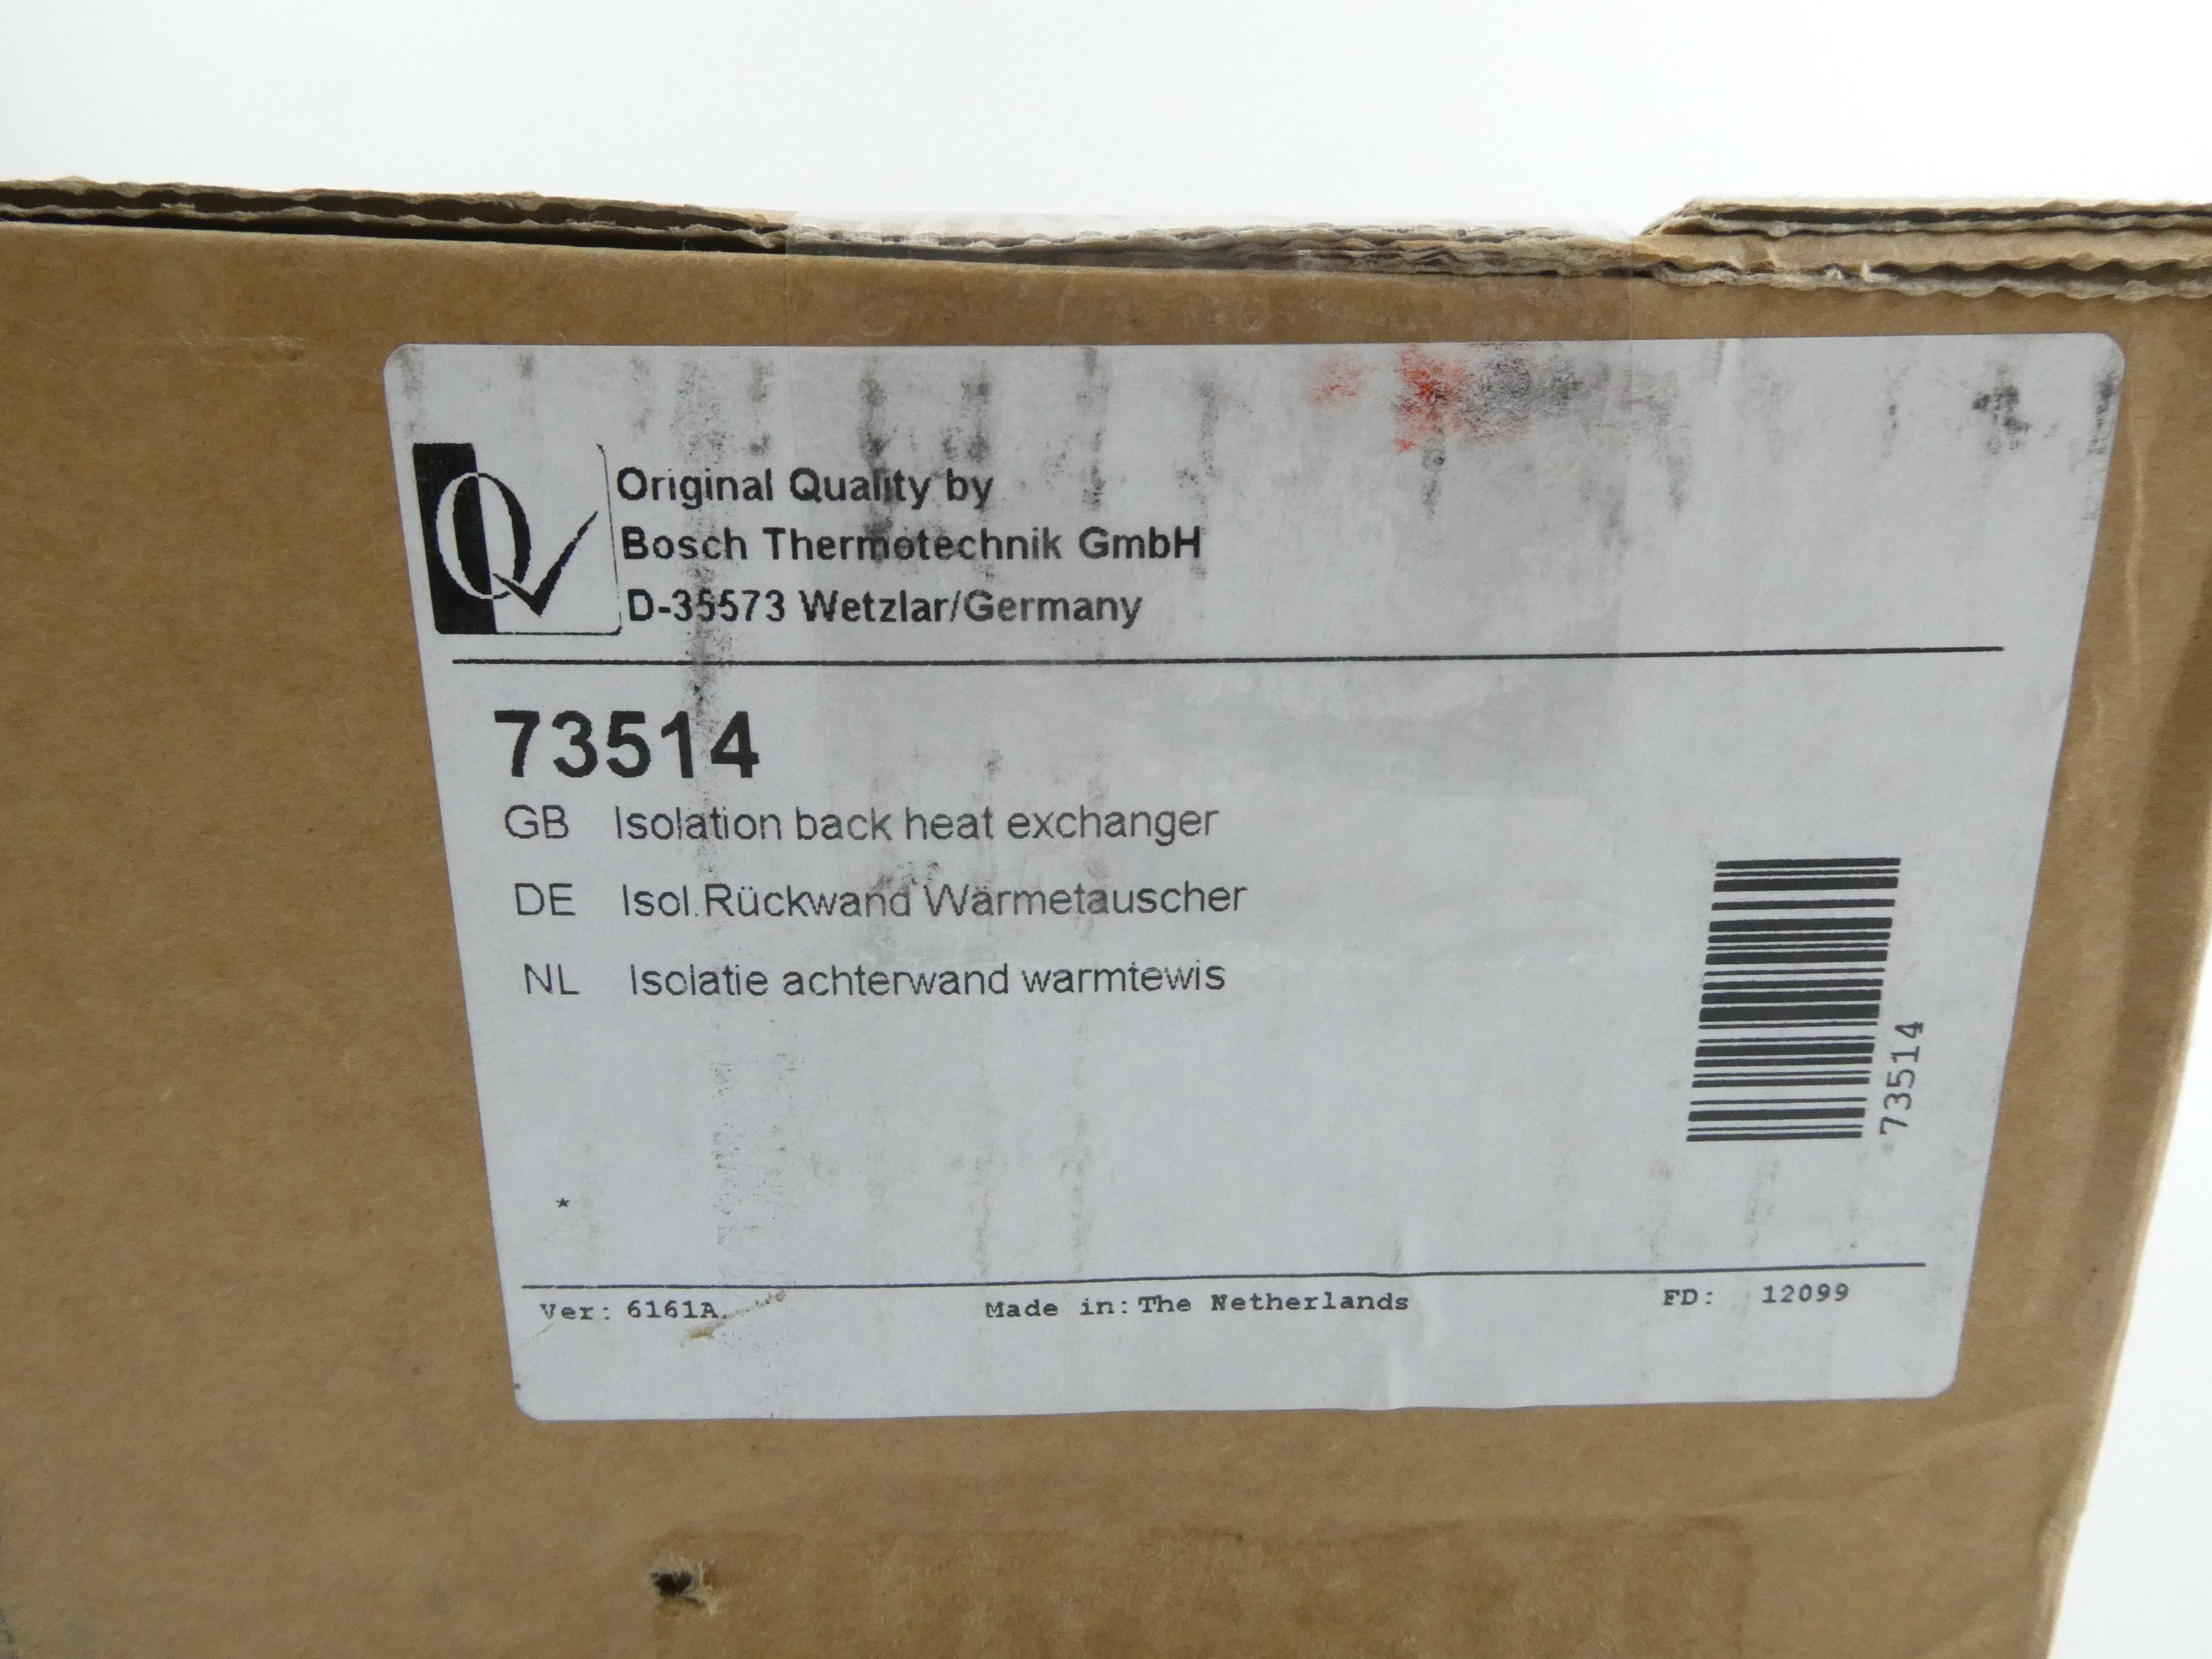 Q
Original Quality by
Bosch Thermotechnik GmbH
D-35573 Wetzlar/Germany
73514
GB Isolation back heat exchanger
DE Isol.Rückwand Wärmetauscher
NL Isolatie achterwand warmtewis
73514
*
Ver: 6161A. Made in: The Netherlands FD: 12099